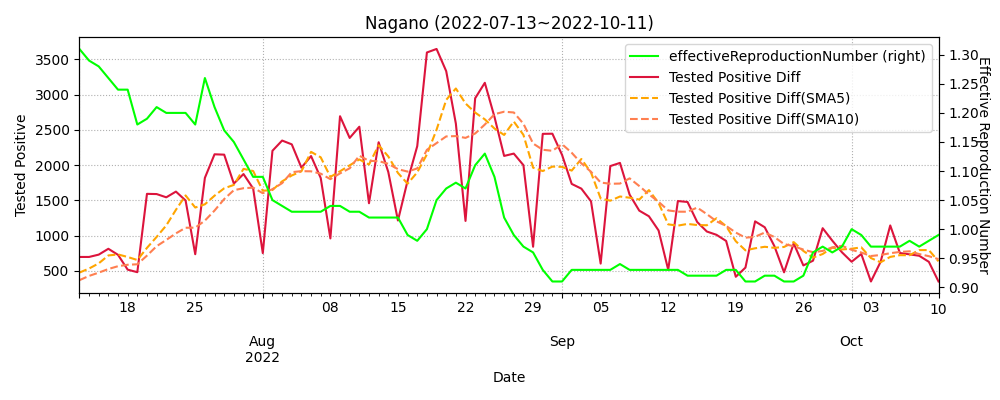 Nagano (2022-07-13~2022-10-11)
effectiveReproductionNumber (right)
Tested Positive Diff
Tested Positive Diff(SMA5)
Tested Positive Diff(SMA10)
Tested Positive
3500
3000
2500
2000
1500
1000
500
Effective Reproduction Number
1.30
1.25
1.20
1.15
1.10
1.05
1.00
0.95
0.90
18 25 08 15 22 29 05 12 19 26 03 10
Aug Sep Oct
2022
Date